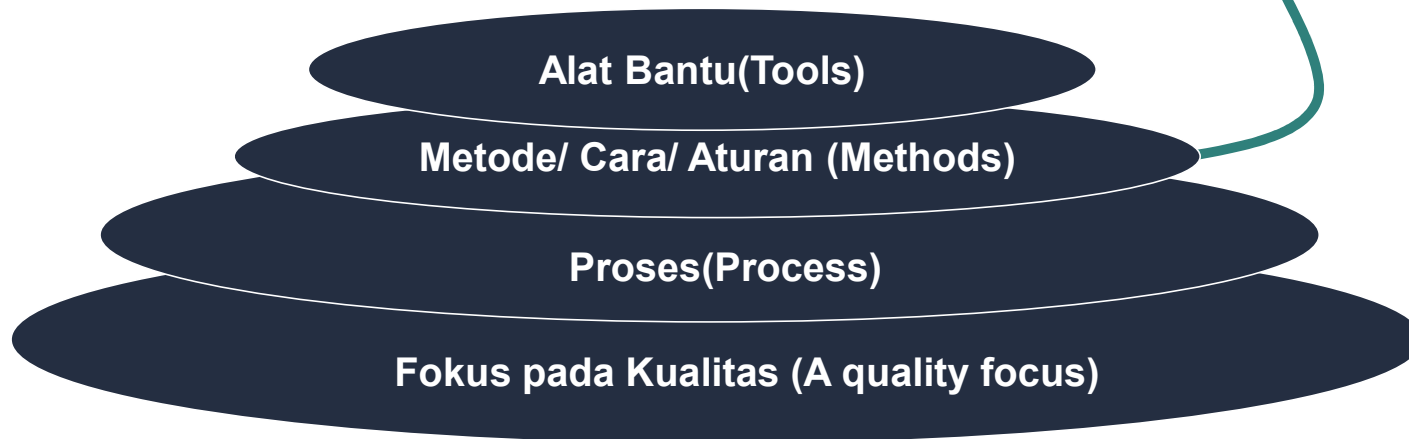 Alat Bantu(Tools)
Metode/ Cara/ Aturan (Methods)
Proses(Process)
Fokus pada Kualitas (A quality focus)